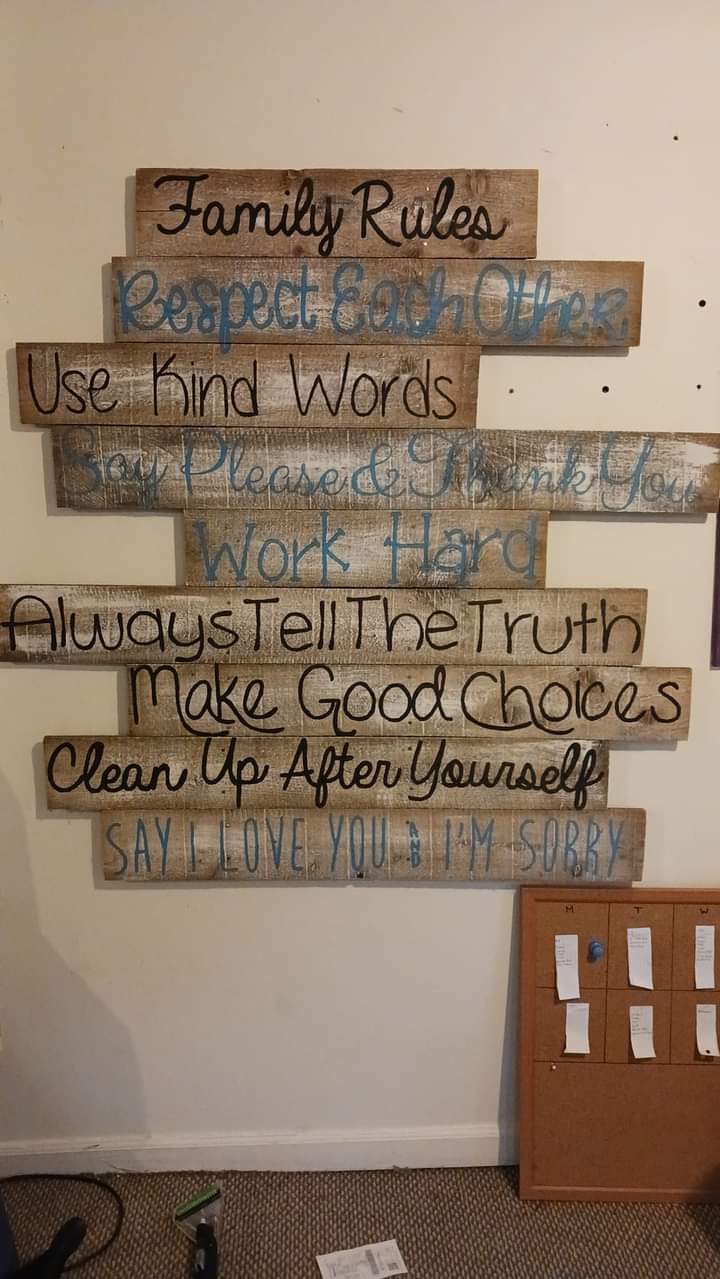 Family Rules
Respect Each Other
Use Kind Words
Say Please & Thank You
Work Hard
Always Tell The Truth
Make Good Choices
Clean Up After Yourself
SAY I LOVE YOU AND I'M SORRY
M T W